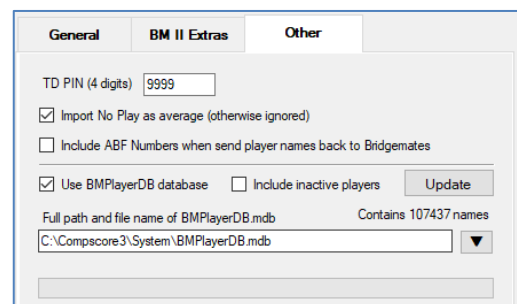 General BM II Extras Other
TD PIN (4 digits) 9999
Import No Play as average (otherwise ignored)
Include ABF Numbers when send player names back to Bridgemates
Use BMPlayerDB database Include inactive players Update
Full path and file name of BMPlayerDB.mdb Contains 107437 names
C:\Compscore3\System\BMPlayerDB.mdb